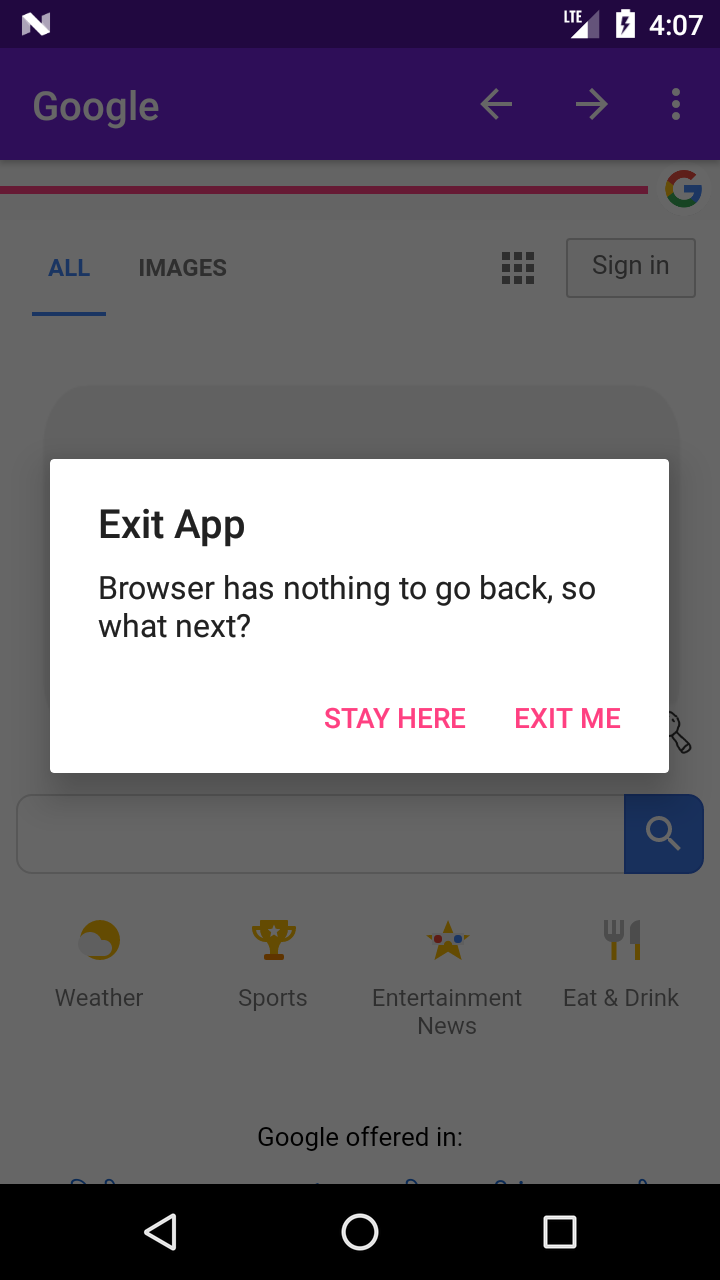 LTE 4:07
Google
ALL IMAGES Sign in
Exit App
Browser has nothing to go back, so
what next?
STAY HERE EXIT ME
Weather Sports Entertainment News Eat & Drink
Google offered in: